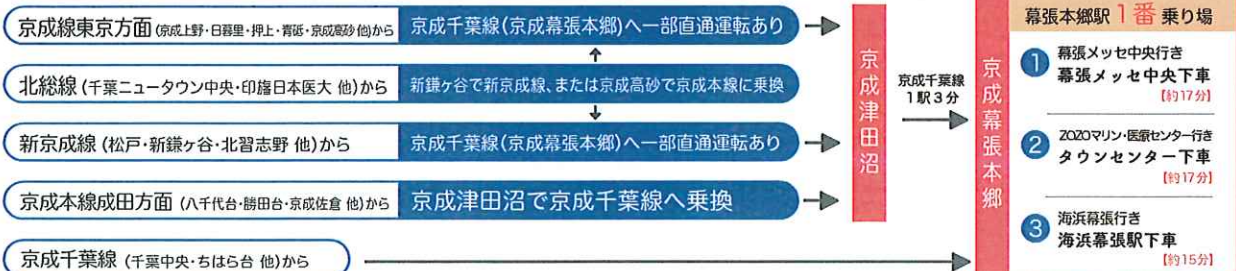 京成線東京方面(京成上野・日暮里・押上・青砥・京成高砂 他)から 京成千葉線(京成幕張本郷)へ一部直通運転あり
北総線(千葉ニュータウン中央・印旛日本医大 他)から 新鎌ヶ谷で新京成線、または京成高砂で京成本線に乗換
新京成線(松戸・新鎌ヶ谷・北習志野 他)から 京成千葉線(京成幕張本郷)へ一部直通運転あり
京成本線成田方面(八千代台・勝田台・京成佐倉 他)から 京成津田沼で京成千葉線へ乗換
京成千葉線(千葉中央・ちはら台 他)から
京成津田沼
京成千葉線
1駅3分
京成幕張本郷
幕張本郷駅1番乗り場
1 幕張メッセ中央行き
幕張メッセ中央下車
【約17分】
2 ZOZOマリン・医療センター行き
タウンセンター下車
【約17分】
3 海浜幕張行き
海浜幕張駅下車
【約15分】